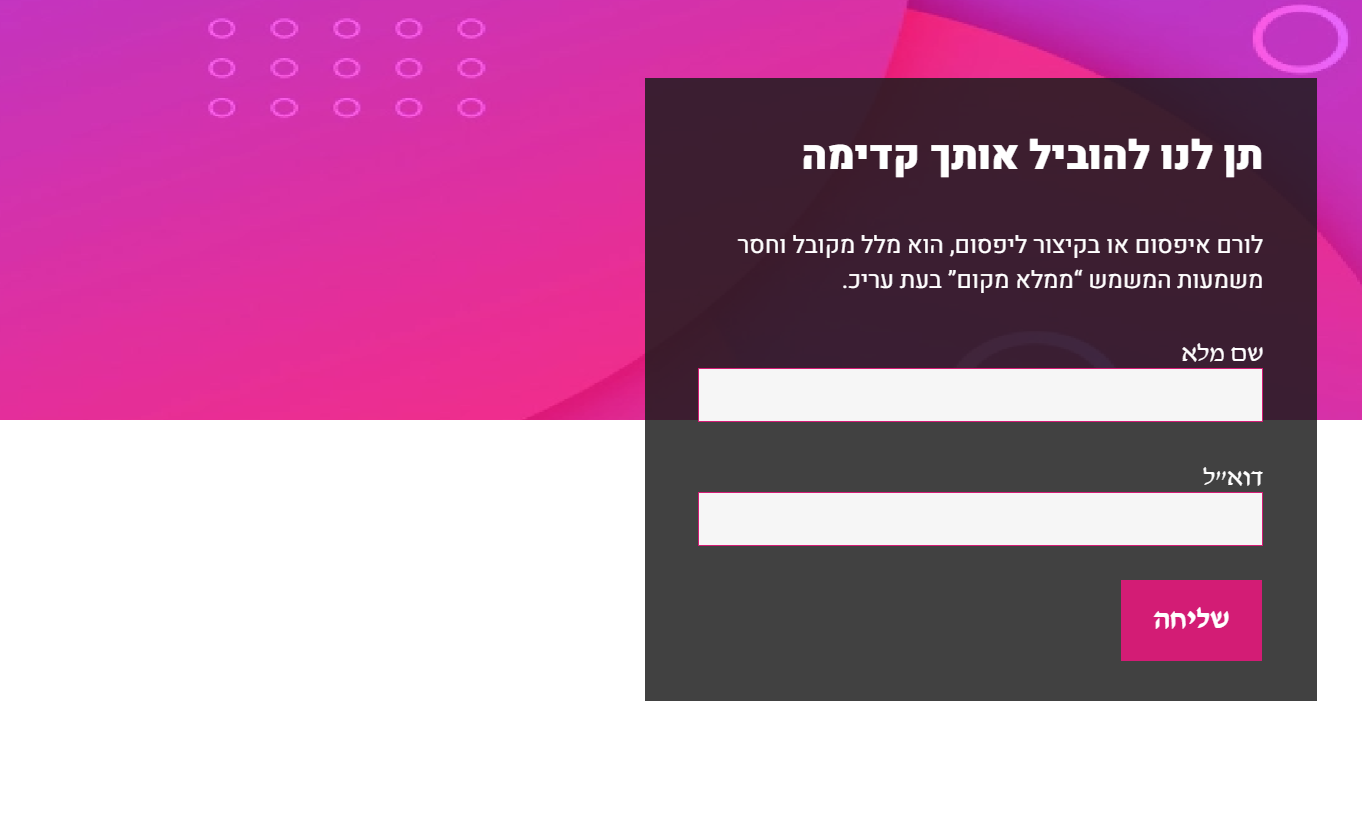 תן לנו להוביל אותך קדימה
לורם איפסום או בקיצור ליפסום, הוא מלל מקובל וחסר
משמעות המשמש “ממלא מקום” בעת עריכ.
שם מלא
דוא״ל
שליחה